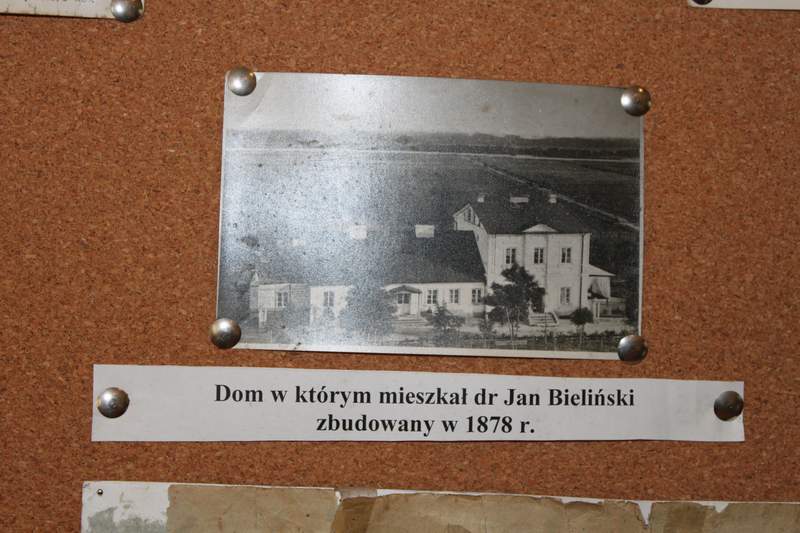 Dom w którym mieszkał dr Jan Bieliński
zbudowany w 1878 r.